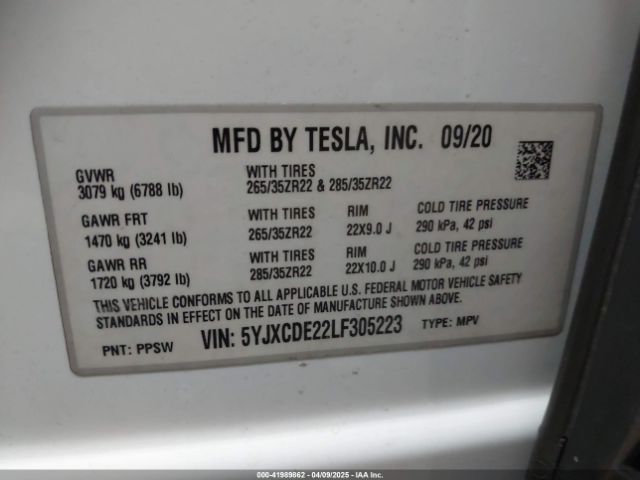 MFD BY TESLA, INC. 09/20
GVWR
3079 kg (6788 lb)
WITH TIRES
265/35ZR22 & 285/35ZR22
GAWR FRT
1470 kg (3241 lb)
WITH TIRES
265/35ZR22
RIM
22X9.0 J
COLD TIRE PRESSURE
290 kPa, 42 psi
GAWR RR
1720 kg (3792 lb)
WITH TIRES
285/35ZR22
RIM
22X10.0 J
COLD TIRE PRESSURE
290 kPa, 42 psi
THIS VEHICLE CONFORMS TO ALL APPLICABLE U.S. FEDERAL MOTOR VEHICLE SAFETY
STANDARDS IN EFFECT ON THE DATE OF MANUFACTURE SHOWN ABOVE.
PNT: PPSW VIN: 5YJXCDE22LF305223 TYPE: MPV
000-41989862 | 04/09/2025 | IAA Inc.